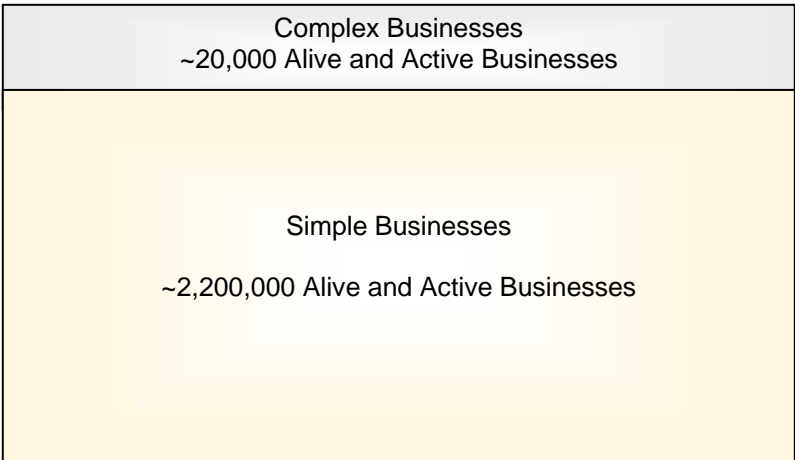 Complex Businesses
~20,000 Alive and Active Businesses
Simple Businesses
~2,200,000 Alive and Active Businesses